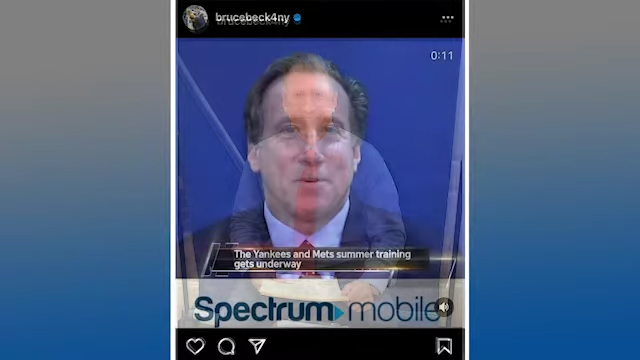 brucebeck4ny
0:11
The Yankees and Mets summer training
gets underway
Spectrum mobile